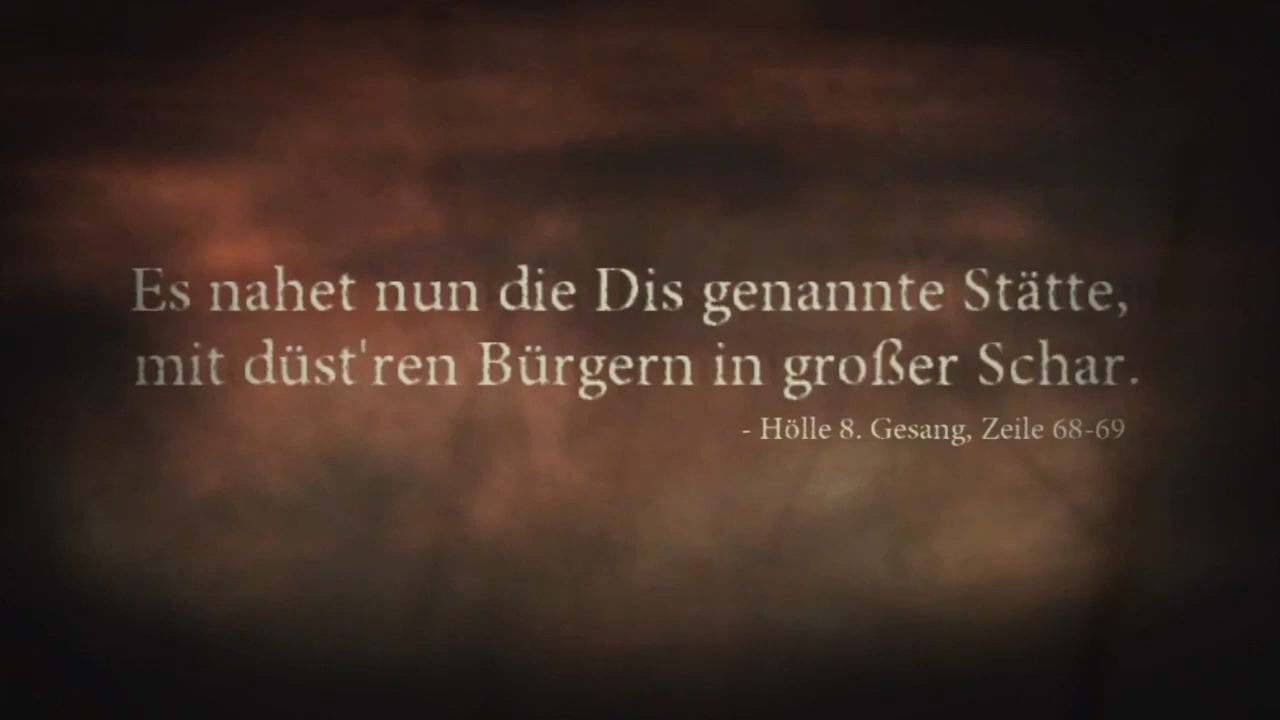 Es nahet nun die Dis genannte Stätte,
mit düst'ren Bürgern in großer Schar.
- Hölle 8. Gesang, Zeile 68-69